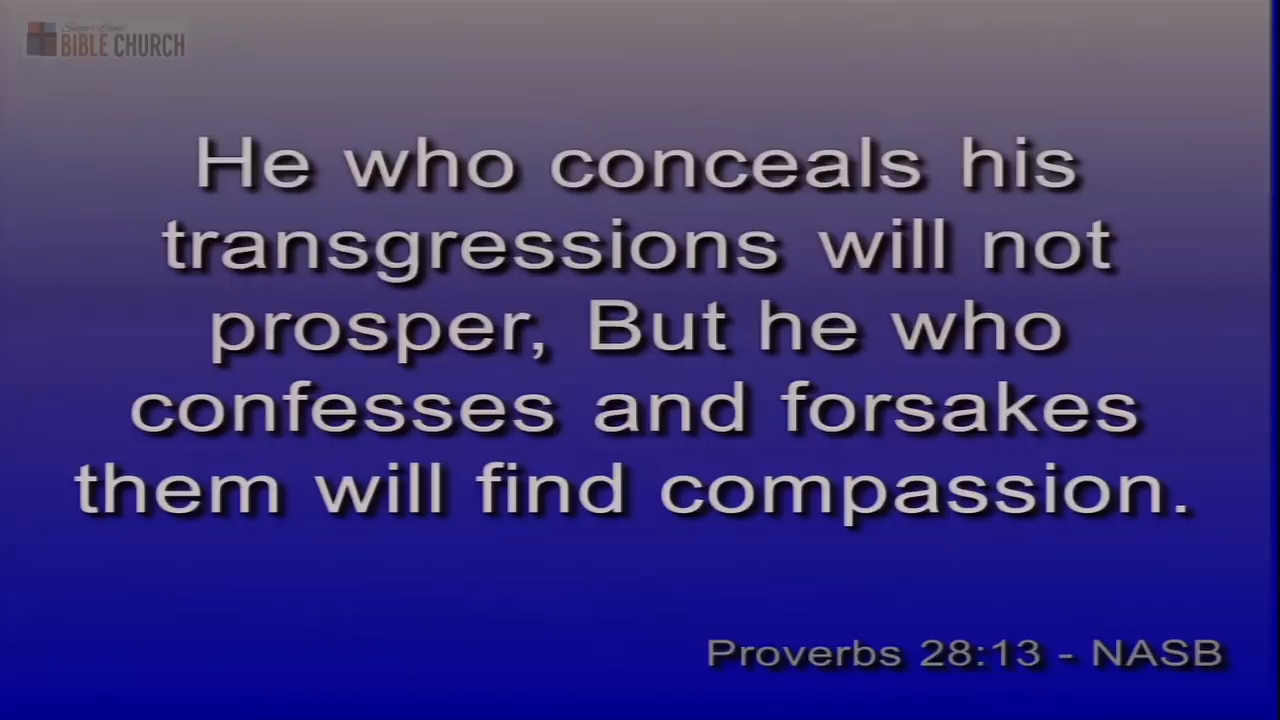 BIBLE CHURCH
He who conceals his
transgressions will not
prosper, But he who
confesses and forsakes
them will find compassion.
Proverbs 28:13 - NASB